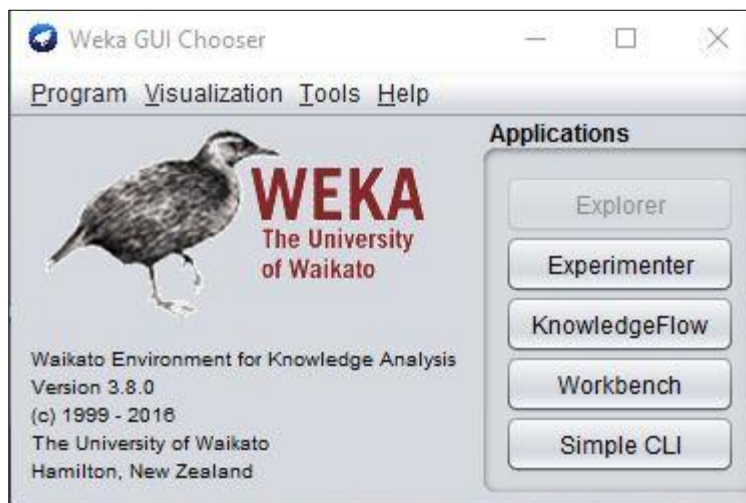 Weka GUI Chooser
Program Visualization Tools Help
WEKA
The University
of Waikato
Waikato Environment for Knowledge Analysis
Version 3.8.0
(c) 1999 - 2016
The University of Waikato
Hamilton, New Zealand
Applications
Explorer
Experimenter
KnowledgeFlow
Workbench
Simple CLI